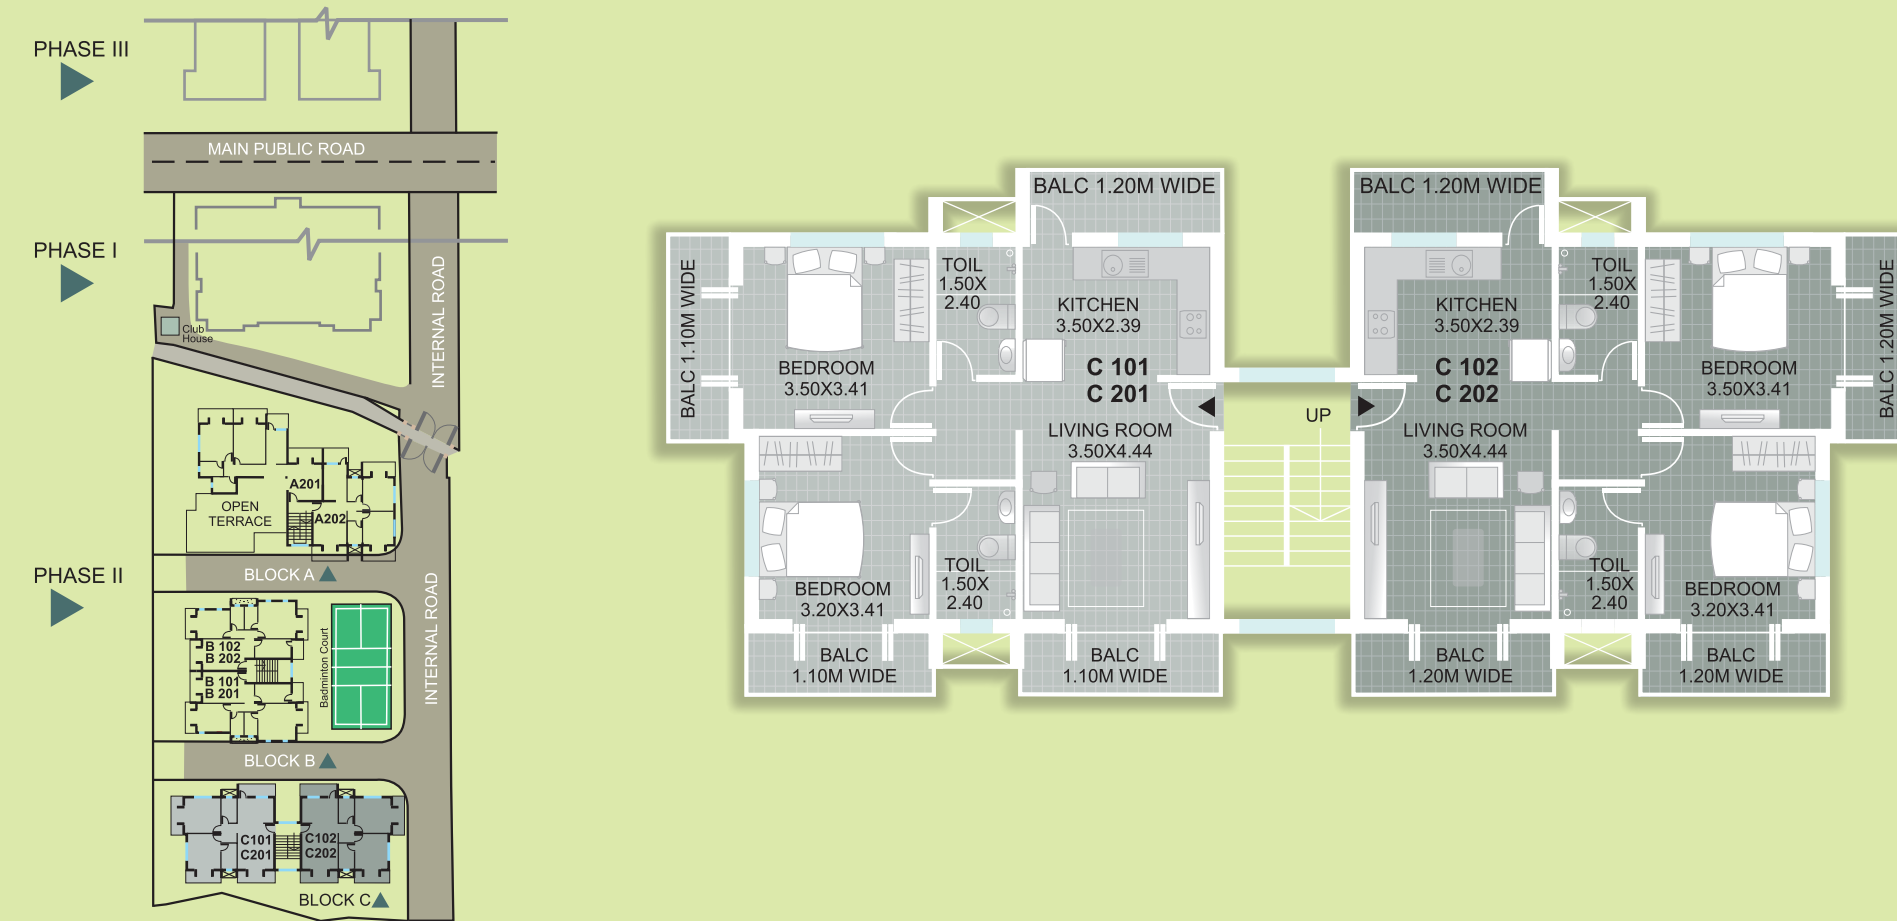 PHASE III
MAIN PUBLIC ROAD
PHASE I
INTERNAL ROAD
Club
House
A201
OPEN
TERRACE
A202
PHASE II
BLOCK A
INTERNAL ROAD
B 102
B 202
B 101
B 201
Badminton Court
BLOCK B
C101
C201
C102
C202
BLOCK C
BALC 1.20M WIDE
BALC 1.10M WIDE
TOIL
1.50X
2.40
KITCHEN
3.50X2.39
BEDROOM
3.50X3.41
C 101
C 201
LIVING ROOM
3.50X4.44
BEDROOM
3.20X3.41
TOIL
1.50X
2.40
BALC
1.10M WIDE
BALC
1.10M WIDE
UP
BALC 1.20M WIDE
KITCHEN
3.50X2.39
TOIL
1.50X
2.40
BEDROOM
3.50X3.41
BALC 1.20M WIDE
C 102
C 202
LIVING ROOM
3.50X4.44
TOIL
1.50X
2.40
BEDROOM
3.20X3.41
BALC
1.20M WIDE
BALC
1.20M WIDE